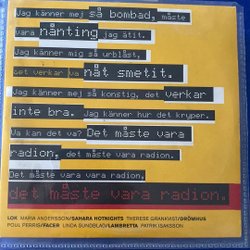 Jag känner mej så bombad, måste
vara nånting jag ätit.
Jag känner mig så urblåst,
det verkar va nåt smetit.
Jag känner mej så konstig, det verkar
inte bra. Jag känner hur det kryper.
Va kan det va? Det måste vara
radion, det måste vara radion.
Det måste vara vara radion.
det måste vara radion.
LOK MARIA ANDERSSON/SAHARA HOTNIGHTS THERESE GRANKVIST/DRÖMHUS
POUL PERRIS/FACER LINDA SUNDBLAD/LAMBRETTA PATRIK ISAKSSON